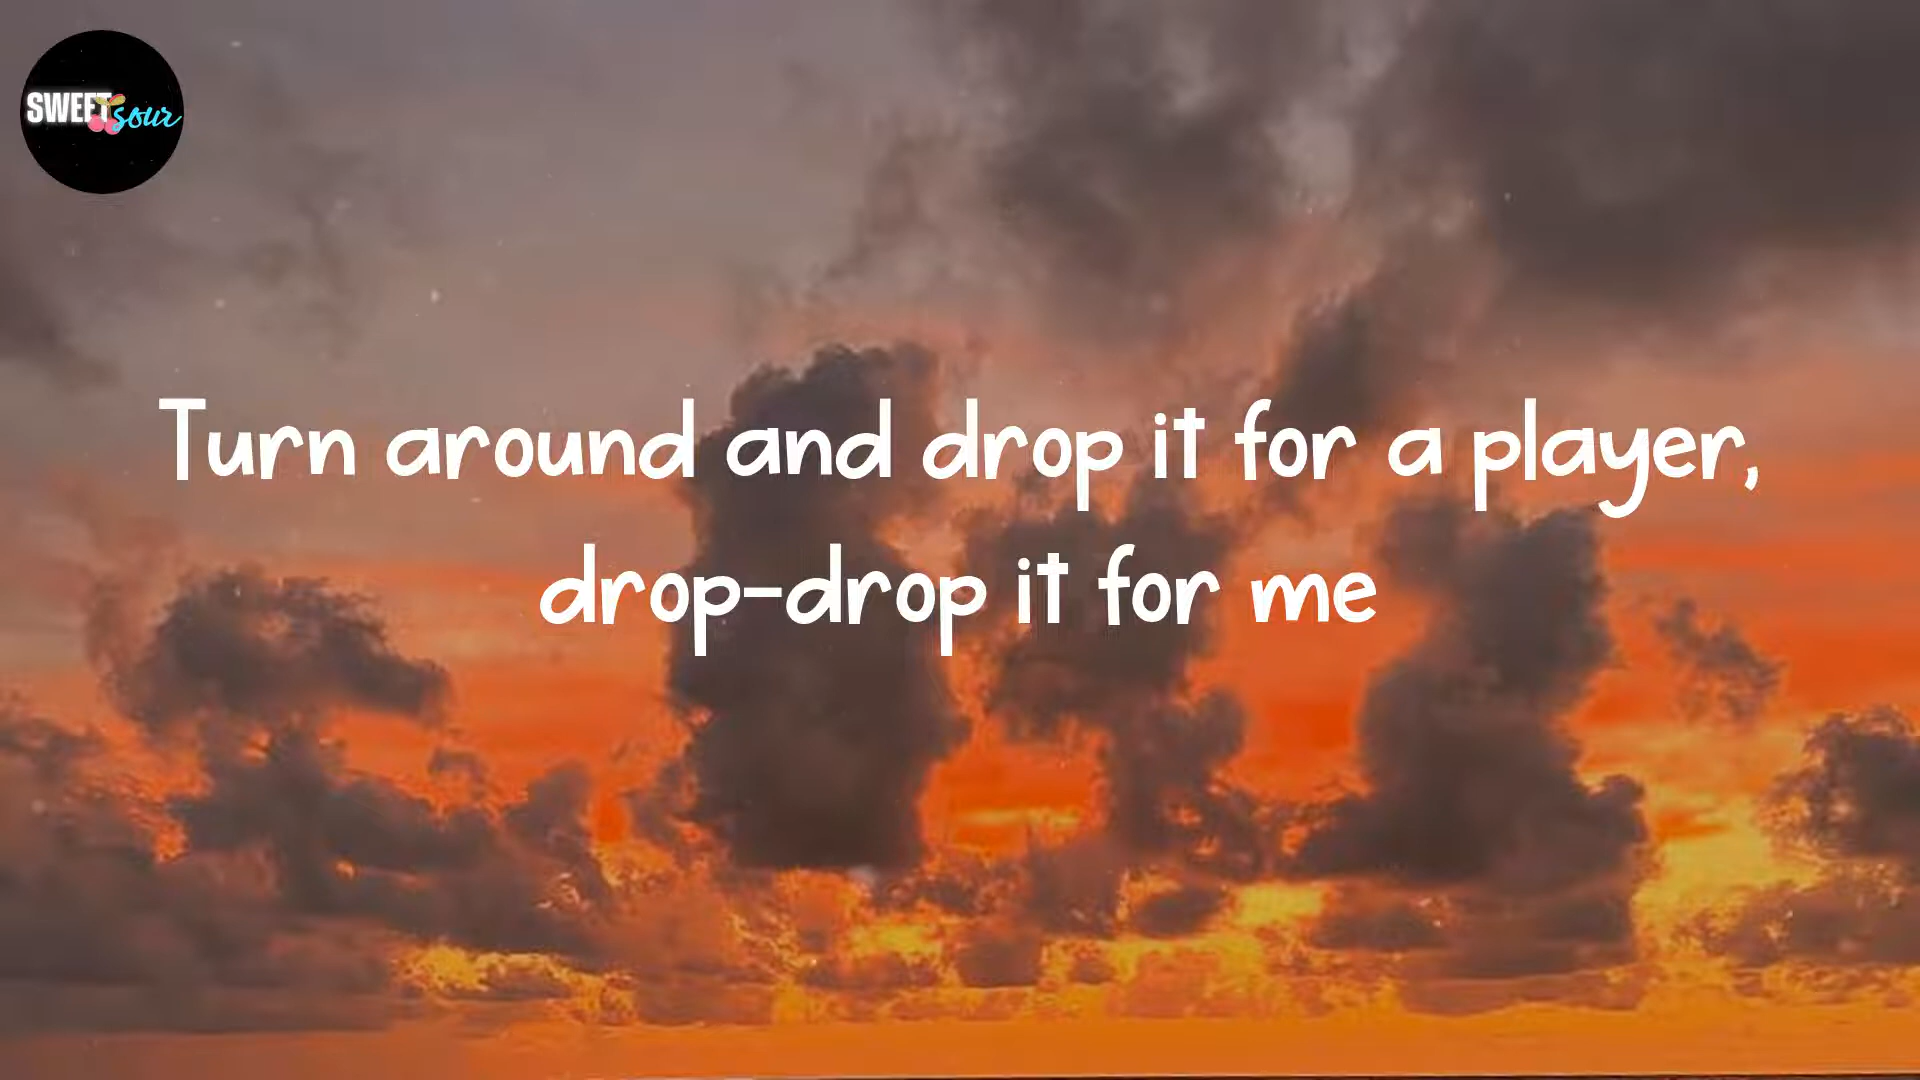 SWEET
sour
Turn around and drop it for a player,
drop-drop it for me